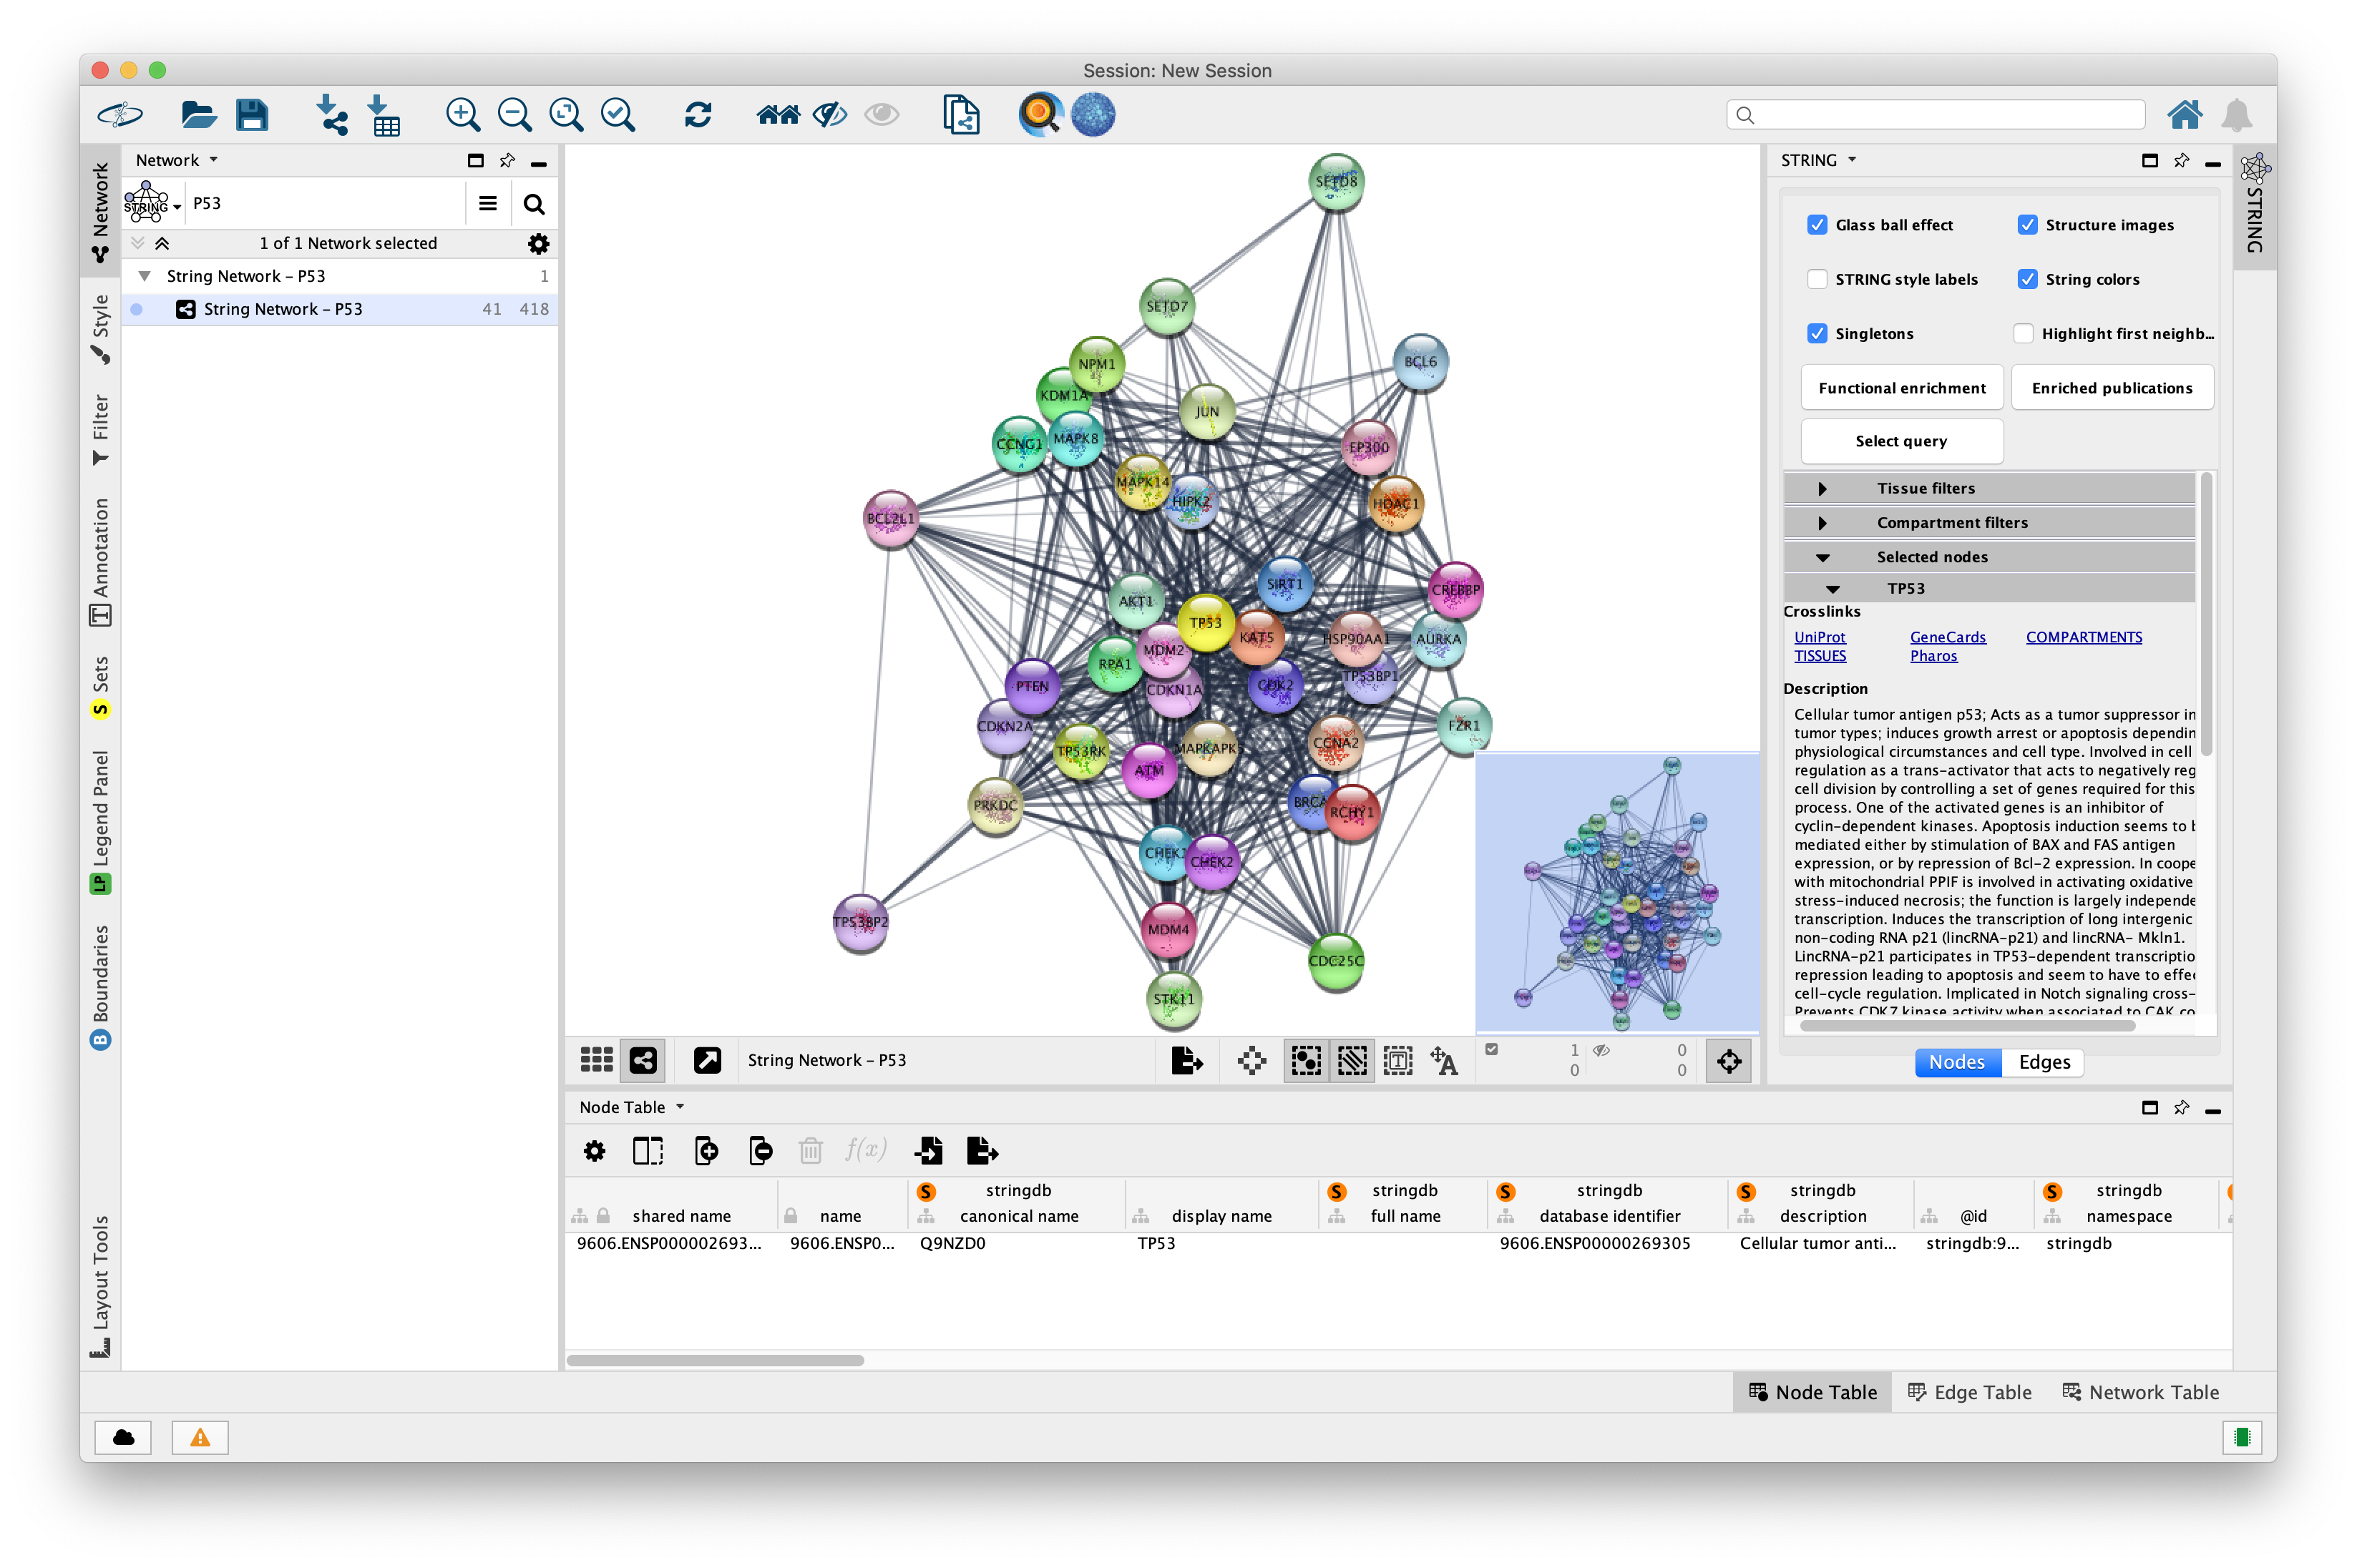 Session: New Session
Network
STRING
P53
1 of 1 Network selected
String Network – P53 1
String Network – P53 41 418
Network
Style
Filter
Annotation
Sets
S
Legend Panel
LP
Boundaries
B
Layout Tools
SETD8
SETD7
NPM1
BCL6
KDM1A
JUN
CCNG1
MAPK8
EP300
MAPK14
HIPK2
HDAC1
BCL2L1
SIRT1
CREBBP
AKT1
TP53
KAT5
HSP90AA1
AURKA
MDM2
RPA1
TP53BP1
PTEN
CDKN1A
CDK2
CDKN2A
FZR1
TP53RK
MAPKAPK
CCNA2
ATM
PRKDC
BRCA
RCHY1
CHEK1
CHEK2
TP53BP2
MDM4
CDC25C
STK11
String Network – P53
1 0
0 0
STRING
STRING
Glass ball effect
Structure images
STRING style labels
String colors
Singletons
Highlight first neighb...
Functional enrichment
Enriched publications
Select query
Tissue filters
Compartment filters
Selected nodes
TP53
Crosslinks
UniProt GeneCards COMPARTMENTS
TISSUES Pharos
Description
Cellular tumor antigen p53; Acts as a tumor suppressor in
tumor types; induces growth arrest or apoptosis dependin
physiological circumstances and cell type. Involved in cell
regulation as a trans-activator that acts to negatively reg
cell division by controlling a set of genes required for this
process. One of the activated genes is an inhibitor of
cyclin-dependent kinases. Apoptosis induction seems to b
mediated either by stimulation of BAX and FAS antigen
expression, or by repression of Bcl-2 expression. In coope
with mitochondrial PPIF is involved in activating oxidative
stress-induced necrosis; the function is largely independe
transcription. Induces the transcription of long intergenic
non-coding RNA p21 (lincRNA-p21) and lincRNA- Mkln1.
LincRNA-p21 participates in TP53-dependent transcriptio
repression leading to apoptosis and seem to have to effec
cell-cycle regulation. Implicated in Notch signaling cross-
Prevents CDK7 kinase activity when associated to CAK co
Nodes Edges
Node Table
f(x)
S stringdb S stringdb S stringdb S stringdb S stringdb
shared name name canonical name display name full name database identifier description @id namespace
9606.ENSP000002693... 9606.ENSP0... Q9NZD0 TP53 9606.ENSP00000269305 Cellular tumor anti... stringdb:9... stringdb
Node Table Edge Table Network Table